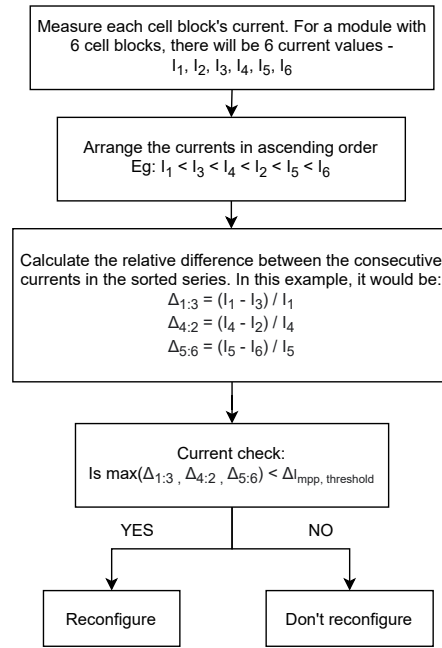 Measure each cell block's current. For a module with
6 cell blocks, there will be 6 current values -
I₁, I₂, I₃, I₄, I₅, I₆
Arrange the currents in ascending order
Eg: I₁ < I₃ < I₄ < I₂ < I₅ < I₆
Calculate the relative difference between the consecutive
currents in the sorted series. In this example, it would be:
Δ₁:₃ = (I₁ - I₃) / I₁
Δ₄:₂ = (I₄ - I₂) / I₄
Δ₅:₆ = (I₅ - I₆) / I₅
Current check:
Is max(Δ₁:₃ , Δ₄:₂ , Δ₅:₆) < ΔI_mpp, threshold
YES
NO
Reconfigure
Don't reconfigure